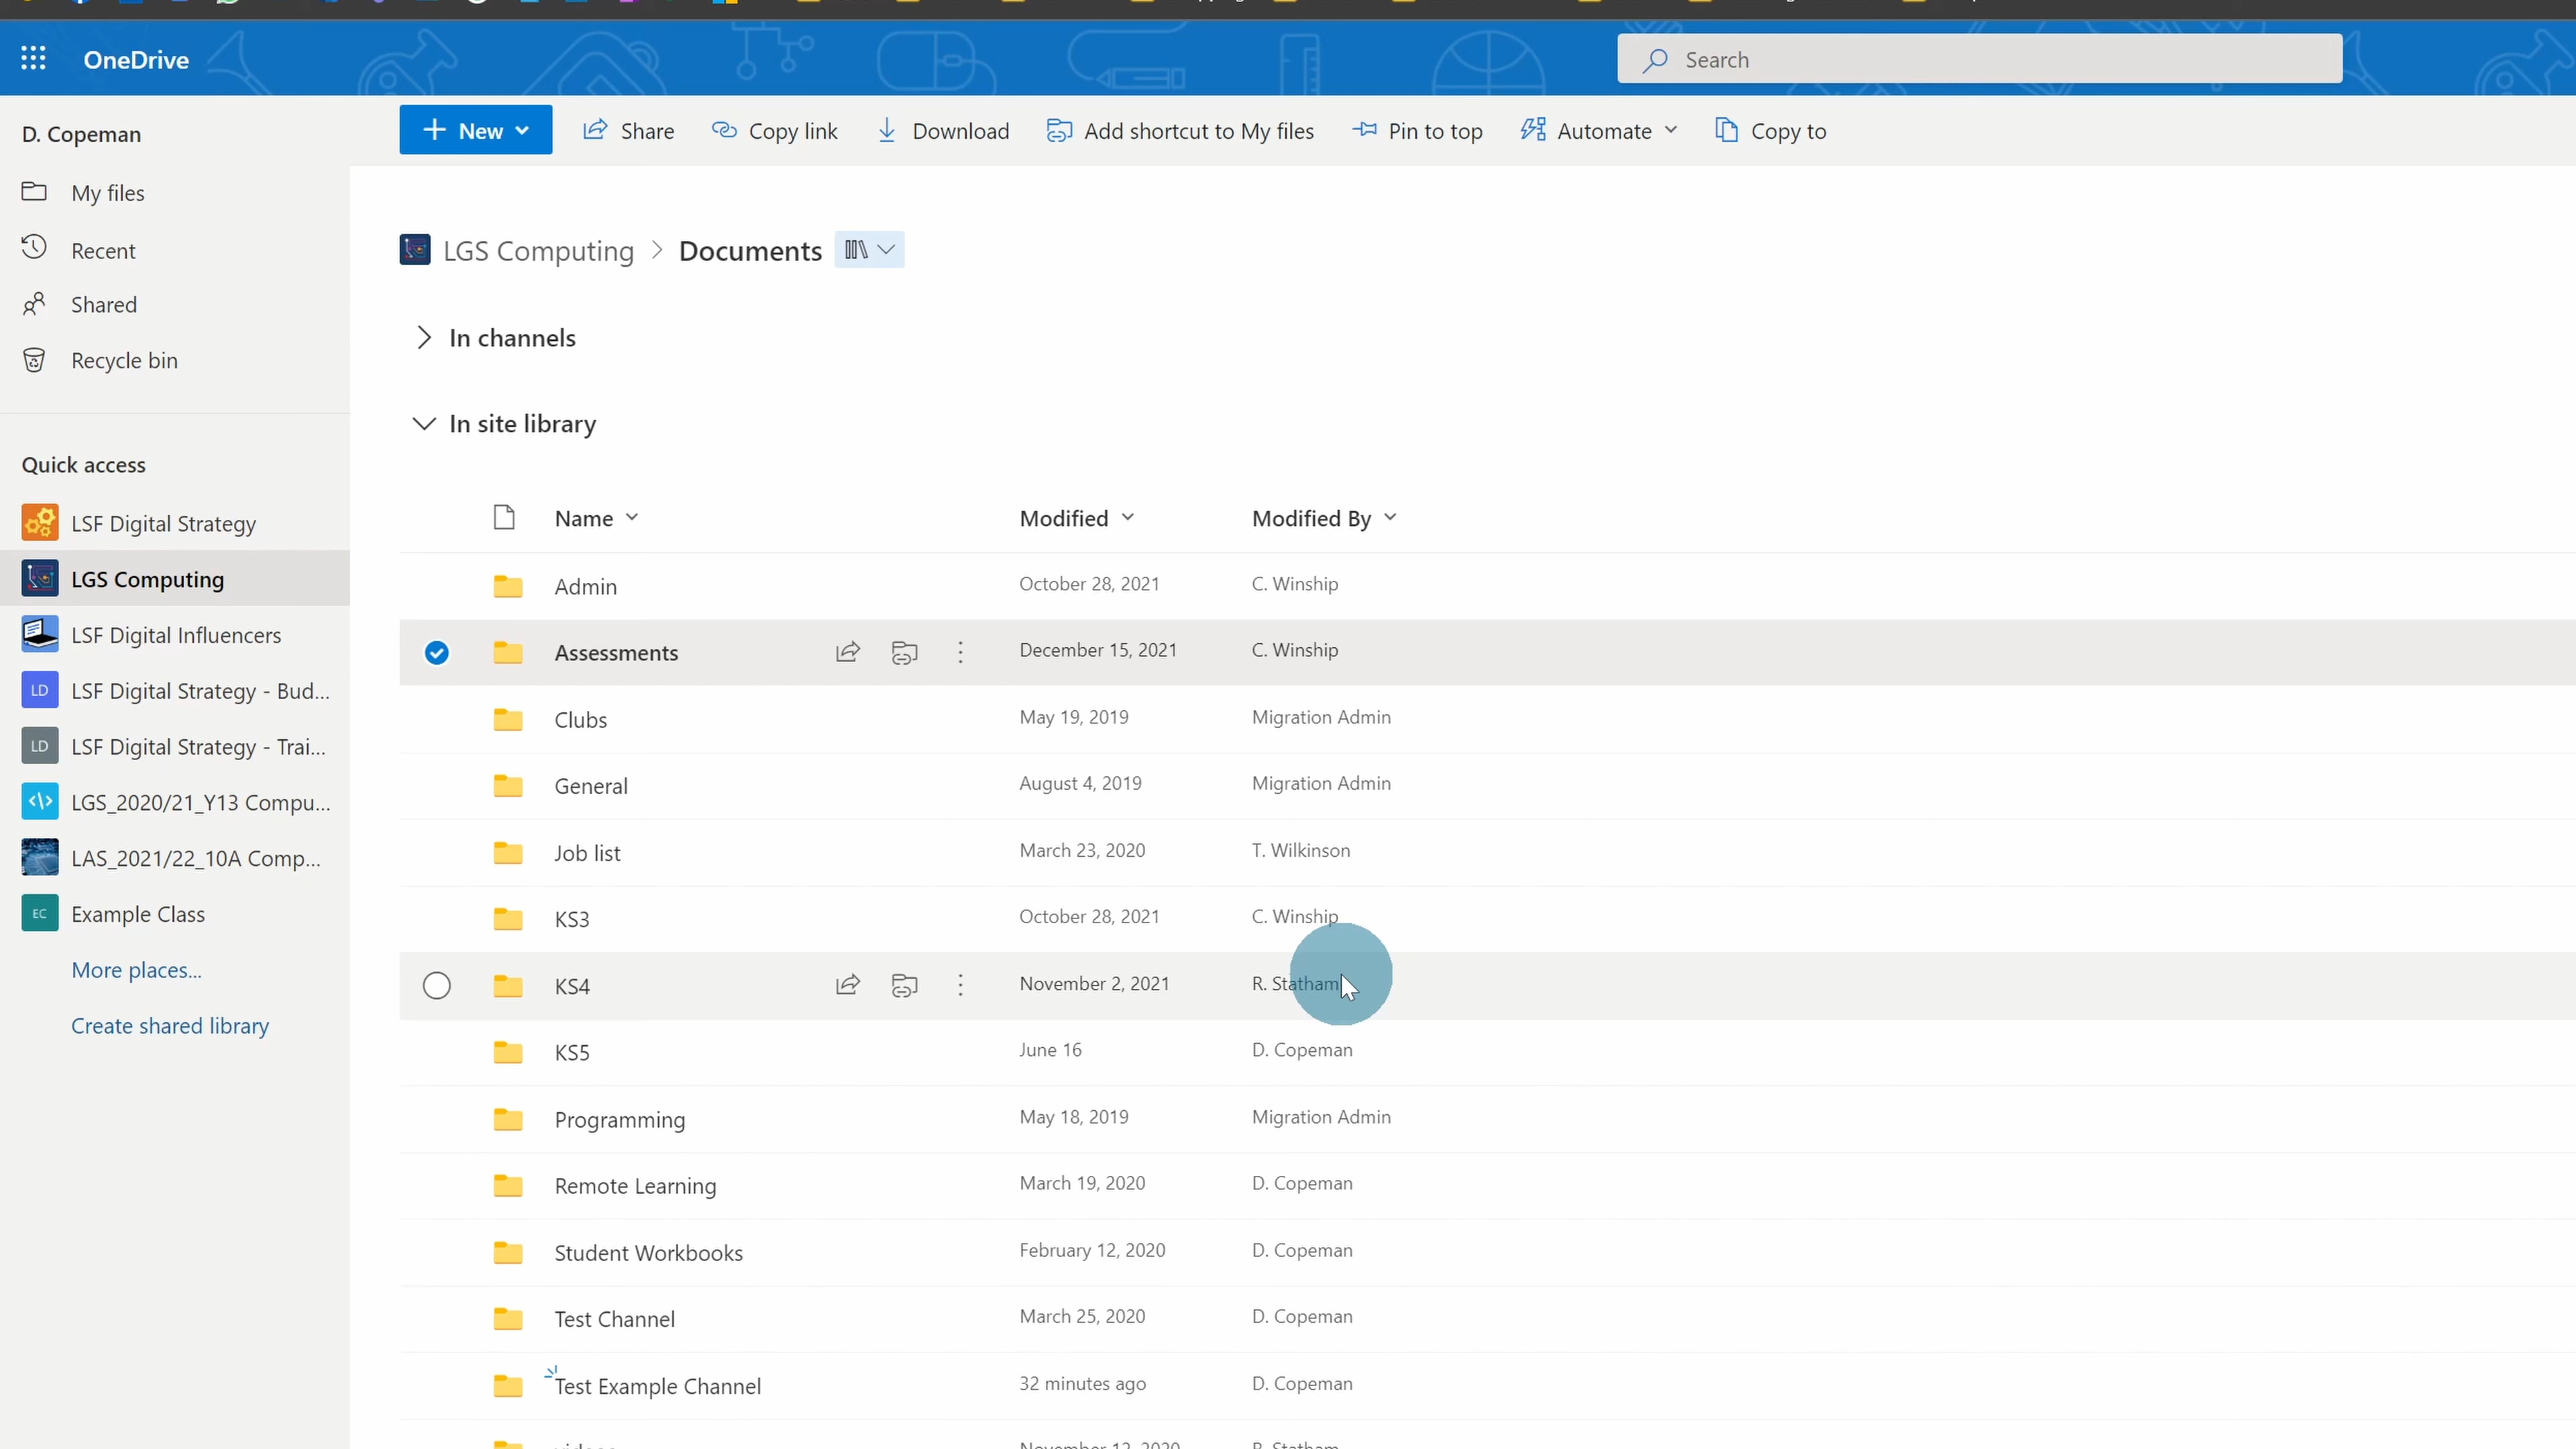 OneDrive
Search
D. Copeman
My files
Recent
Shared
Recycle bin
Quick access
LSF Digital Strategy
LGS Computing
LSF Digital Influencers
LD LSF Digital Strategy - Bud...
LD LSF Digital Strategy - Trai...
LGS_2020/21_Y13 Compu...
LAS_2021/22_10A Comp...
EC Example Class
More places...
Create shared library
New Share Copy link Download Add shortcut to My files Pin to top Automate Copy to
LGS Computing > Documents
In channels
In site library
Name Modified Modified By
Admin October 28, 2021 C. Winship
Assessments December 15, 2021 C. Winship
Clubs May 19, 2019 Migration Admin
General August 4, 2019 Migration Admin
Job list March 23, 2020 T. Wilkinson
KS3 October 28, 2021 C. Winship
KS4 November 2, 2021 R. Statham
KS5 June 16 D. Copeman
Programming May 18, 2019 Migration Admin
Remote Learning March 19, 2020 D. Copeman
Student Workbooks February 12, 2020 D. Copeman
Test Channel March 25, 2020 D. Copeman
Test Example Channel 32 minutes ago D. Copeman
November 12, 2020 R. Statham